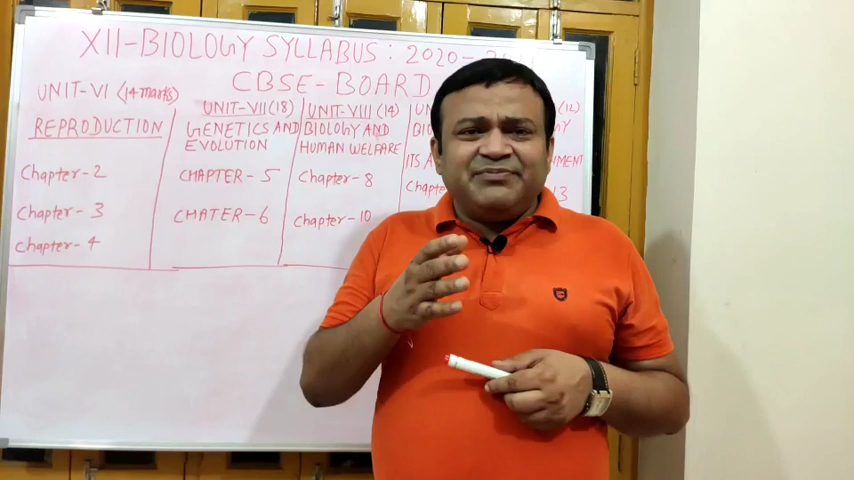 XII-BIOLOGY SYLLABUS: 2020-
CBSE-BOARD
UNIT-VI (14 marks)
REPRODUCTION
Chapter-2
Chapter-3
Chapter-4
UNIT-VII (18)
GENETICS AND
EVOLUTION
CHAPTER-5
CHATER-6
UNIT-VIII (14)
BIOLOGY AND
HUMAN WELFARE
Chapter-8
Chapter-10
ITS
13